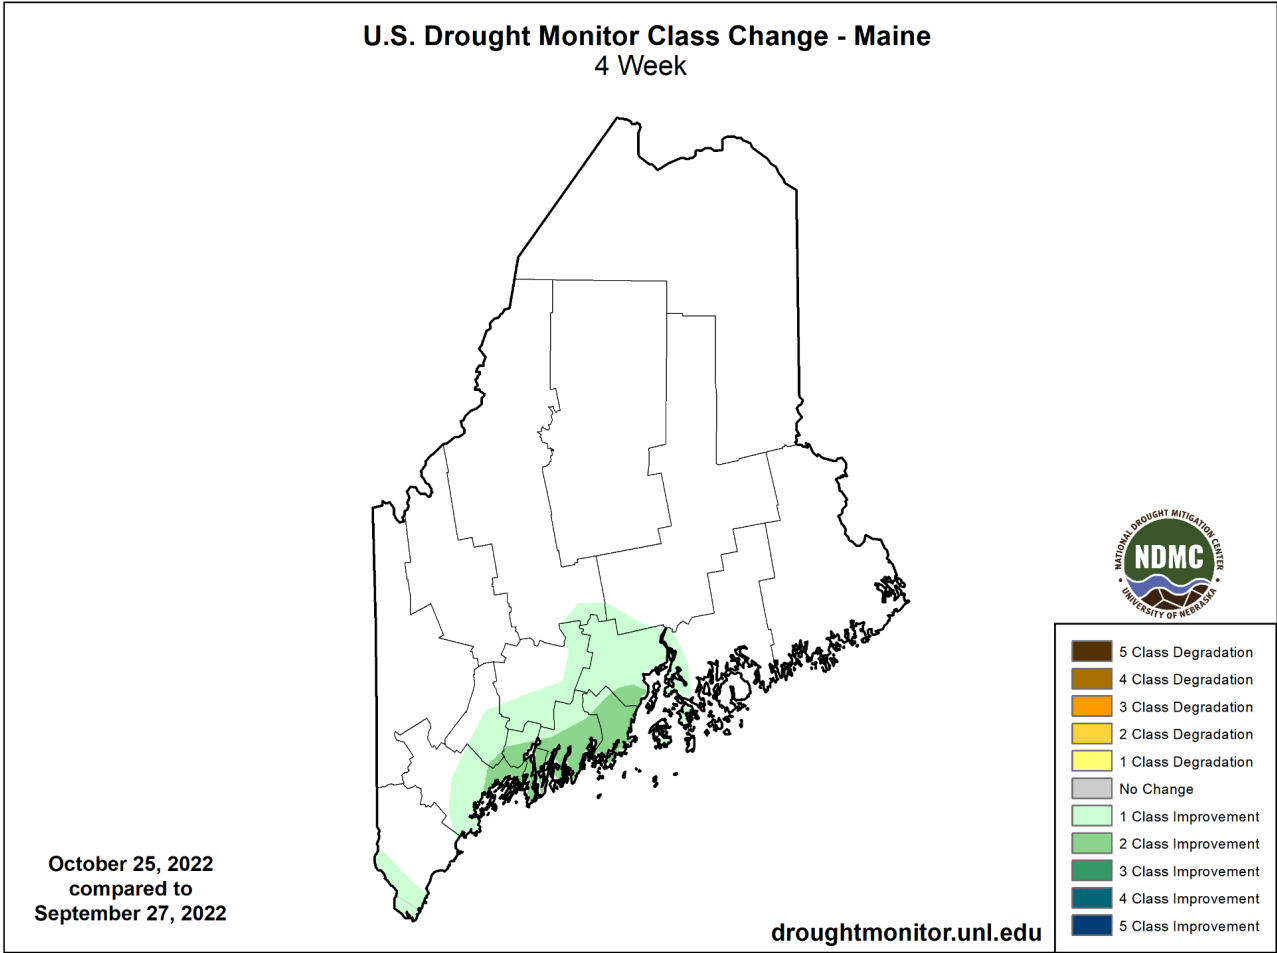 U.S. Drought Monitor Class Change - Maine
4 Week
NATIONAL DROUGHT MITIGATION CENTER
NDMC
UNIVERSITY OF NEBRASKA
5 Class Degradation
4 Class Degradation
3 Class Degradation
2 Class Degradation
1 Class Degradation
No Change
1 Class Improvement
2 Class Improvement
3 Class Improvement
4 Class Improvement
5 Class Improvement
October 25, 2022
compared to
September 27, 2022
droughtmonitor.unl.edu